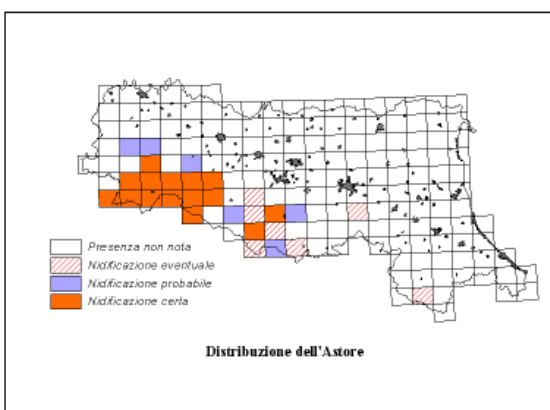 Presenza non nota
Nidificazione eventuale
Nidificazione probabile
Nidificazione certa
Distribuzione dell'Astore